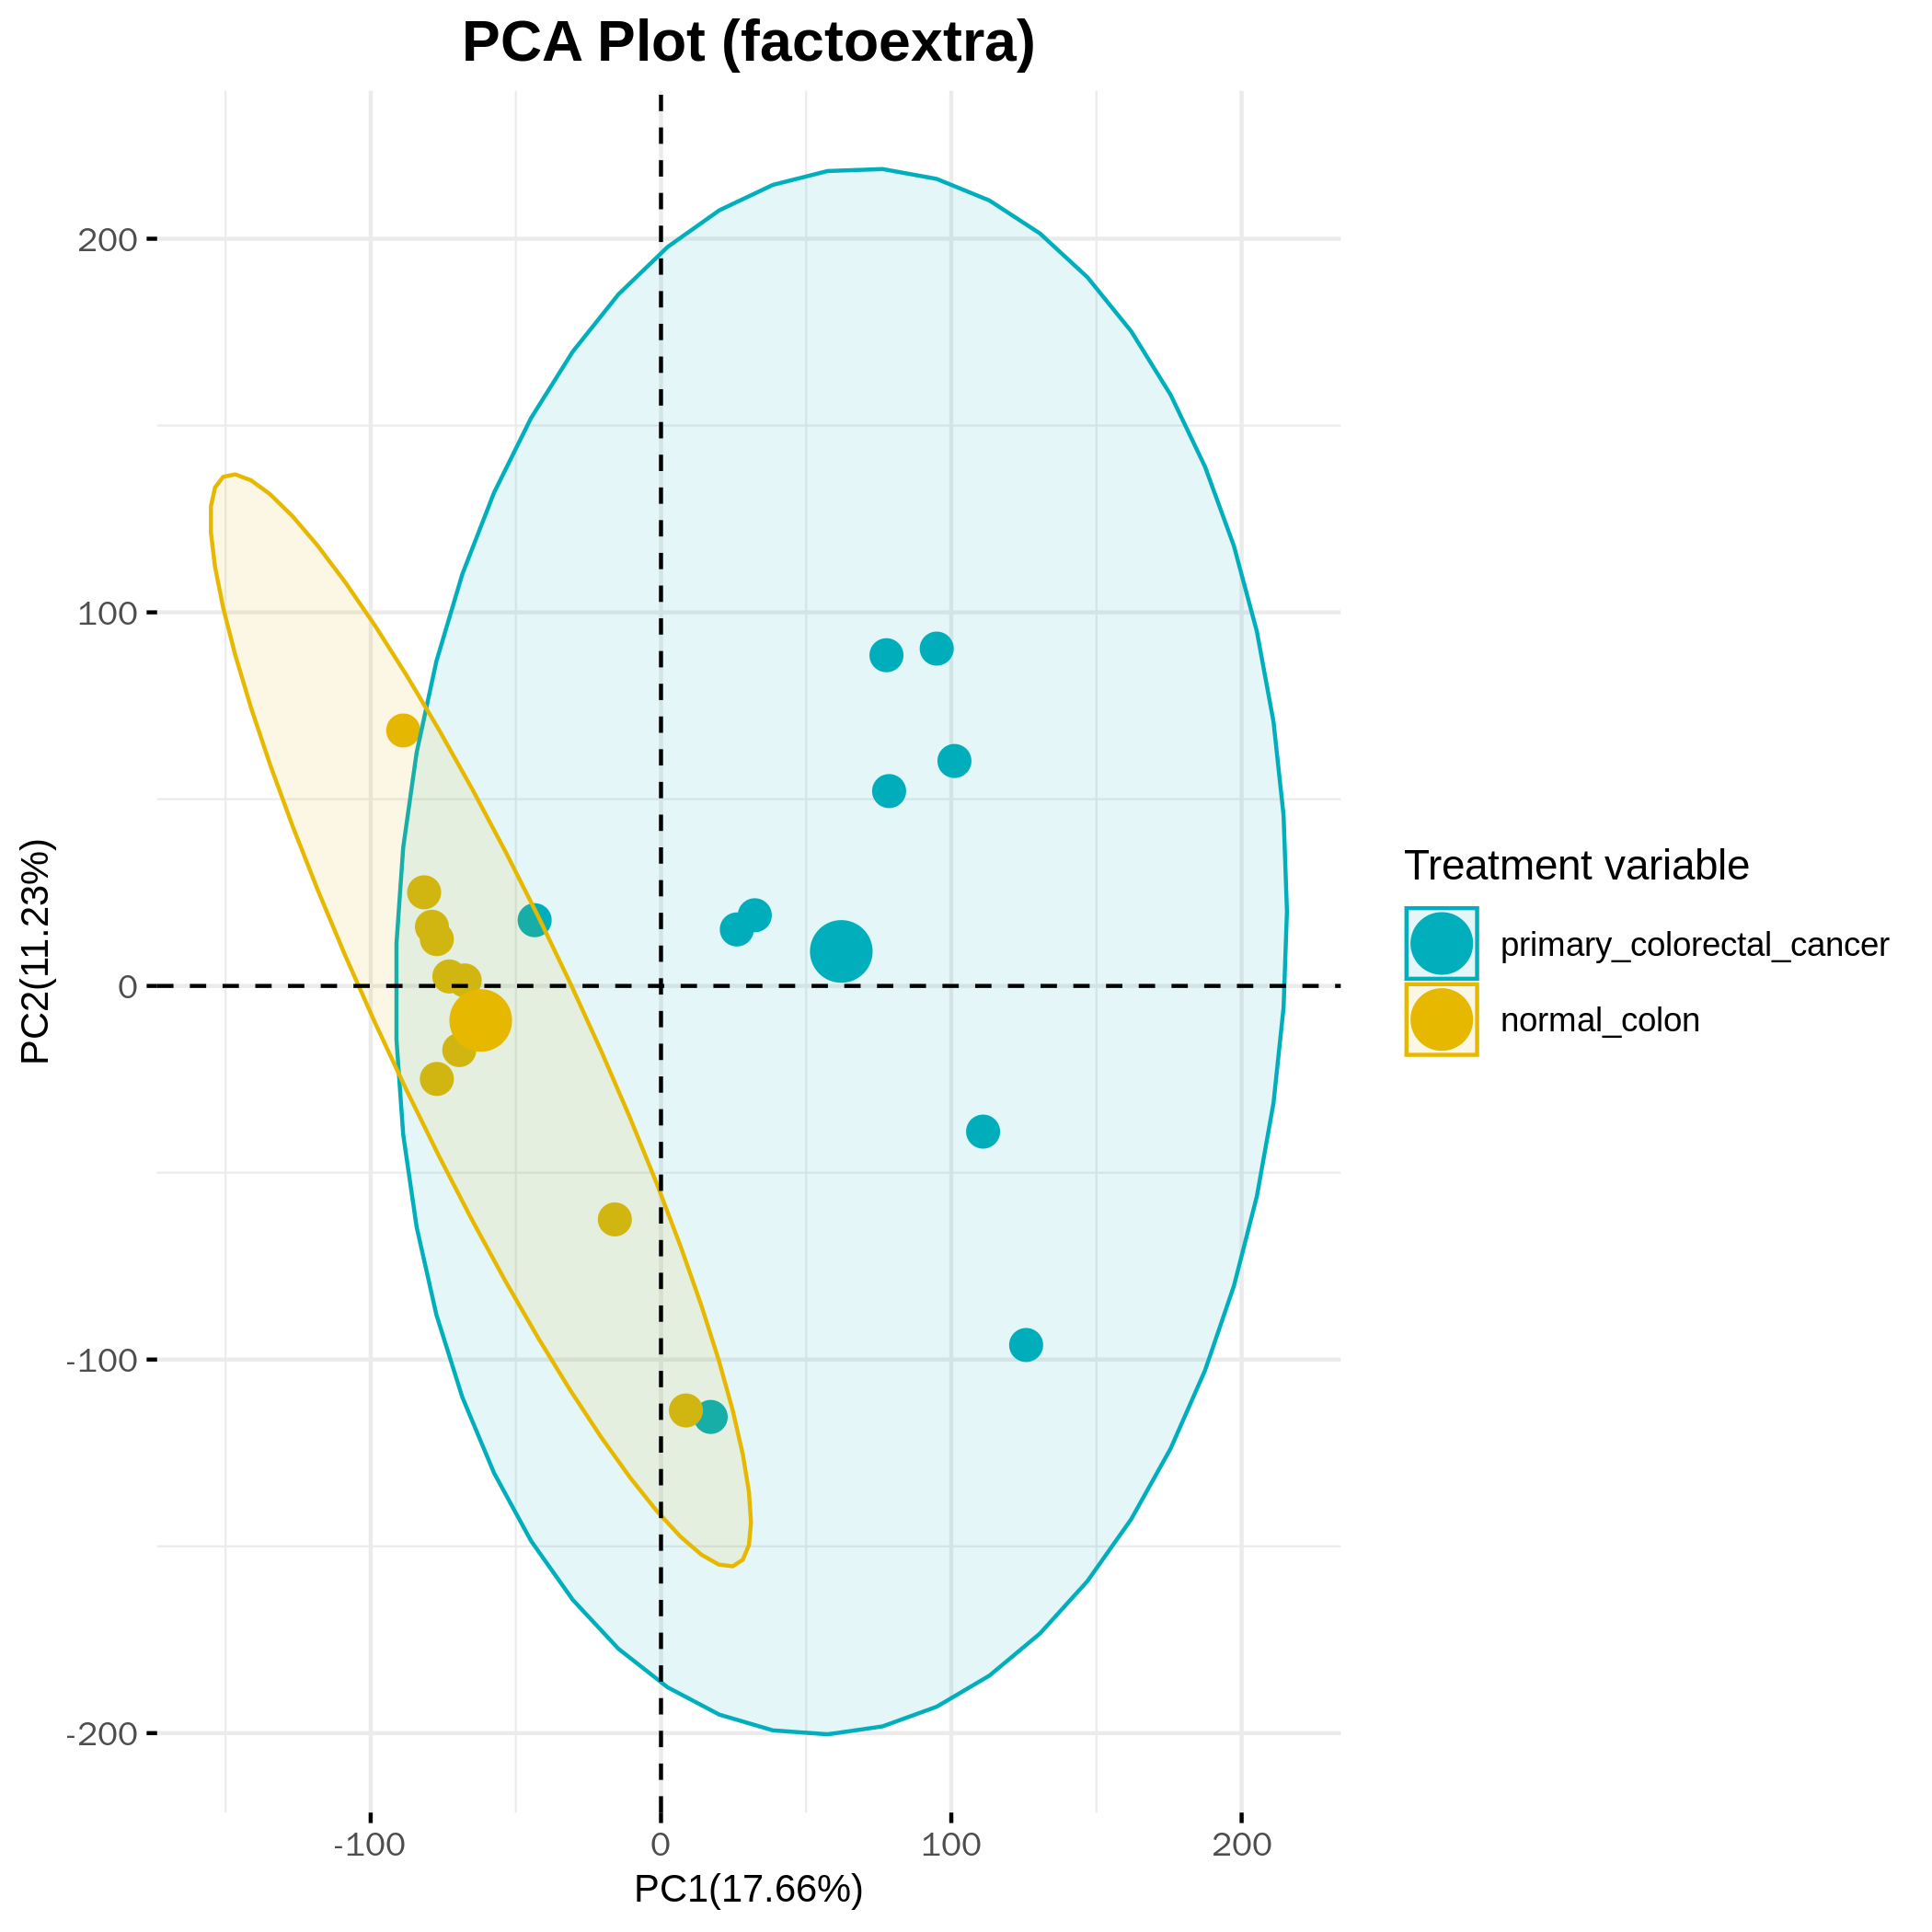 PCA Plot (factoextra)
200
100
0
-100
-200
PC2(11.23%)
-100
0
100
200
PC1(17.66%)
Treatment variable
primary_colorectal_cancer
normal_colon